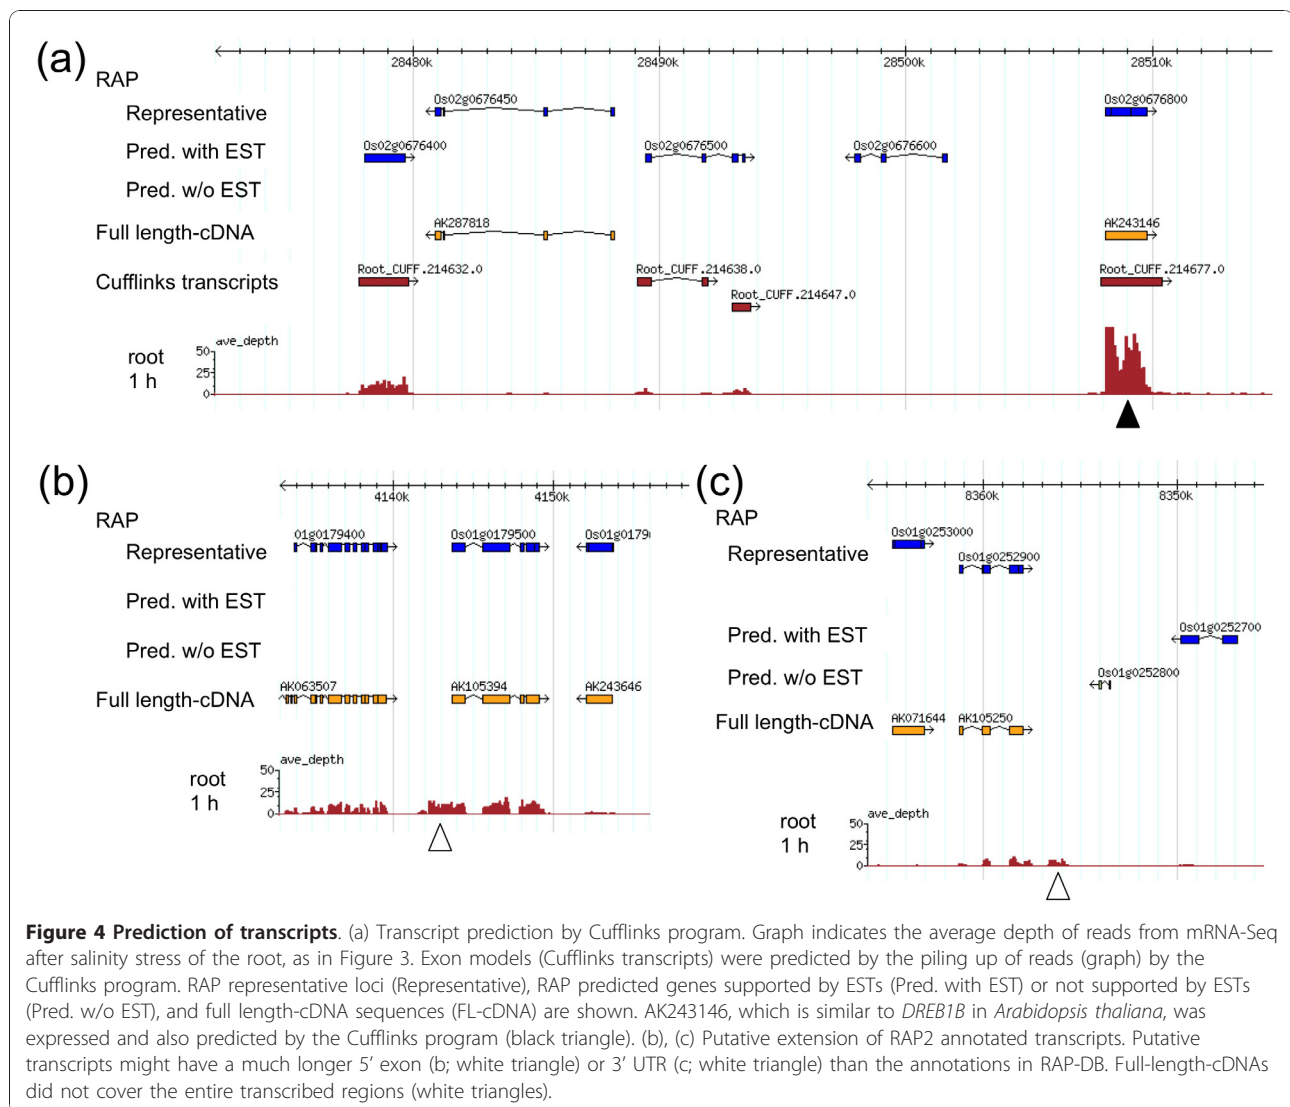 (a)
28480k 28490k 28500k 28510k
RAP
Representative
Os02g0676450 Os02g0676800
Pred. with EST
Os02g0676400 Os02g0676500 Os02g0676600
Pred. w/o EST
Full length-cDNA
AK287818 AK243146
Cufflinks transcripts
Root_CUFF.214632.0 Root_CUFF.214638.0 Root_CUFF.214677.0
Root_CUFF.214647.0
root
1 h
ave_depth
50
25
0
(b)
4140k 4150k
RAP
Representative
01g0179400 Os01g0179500 Os01g0179(
Pred. with EST
Pred. w/o EST
Full length-cDNA
AK063507 AK105394 AK243646
root
1 h
ave_depth
50
25
0
(c)
8360k 8350k
RAP
Representative
Os01g0253000
Os01g0252900
Pred. with EST
Os01g0252700
Pred. w/o EST
Os01g0252800
Full length-cDNA
AK071644 AK105250
root
1 h
ave_depth
50
25
0
Figure 4 Prediction of transcripts. (a) Transcript prediction by Cufflinks program. Graph indicates the average depth of reads from mRNA-Seq
after salinity stress of the root, as in Figure 3. Exon models (Cufflinks transcripts) were predicted by the piling up of reads (graph) by the
Cufflinks program. RAP representative loci (Representative), RAP predicted genes supported by ESTs (Pred. with EST) or not supported by ESTs
(Pred. w/o EST), and full length-cDNA sequences (FL-cDNA) are shown. AK243146, which is similar to DREB1B in Arabidopsis thaliana, was
expressed and also predicted by the Cufflinks program (black triangle). (b), (c) Putative extension of RAP2 annotated transcripts. Putative
transcripts might have a much longer 5’ exon (b; white triangle) or 3’ UTR (c; white triangle) than the annotations in RAP-DB. Full-length-cDNAs
did not cover the entire transcribed regions (white triangles).